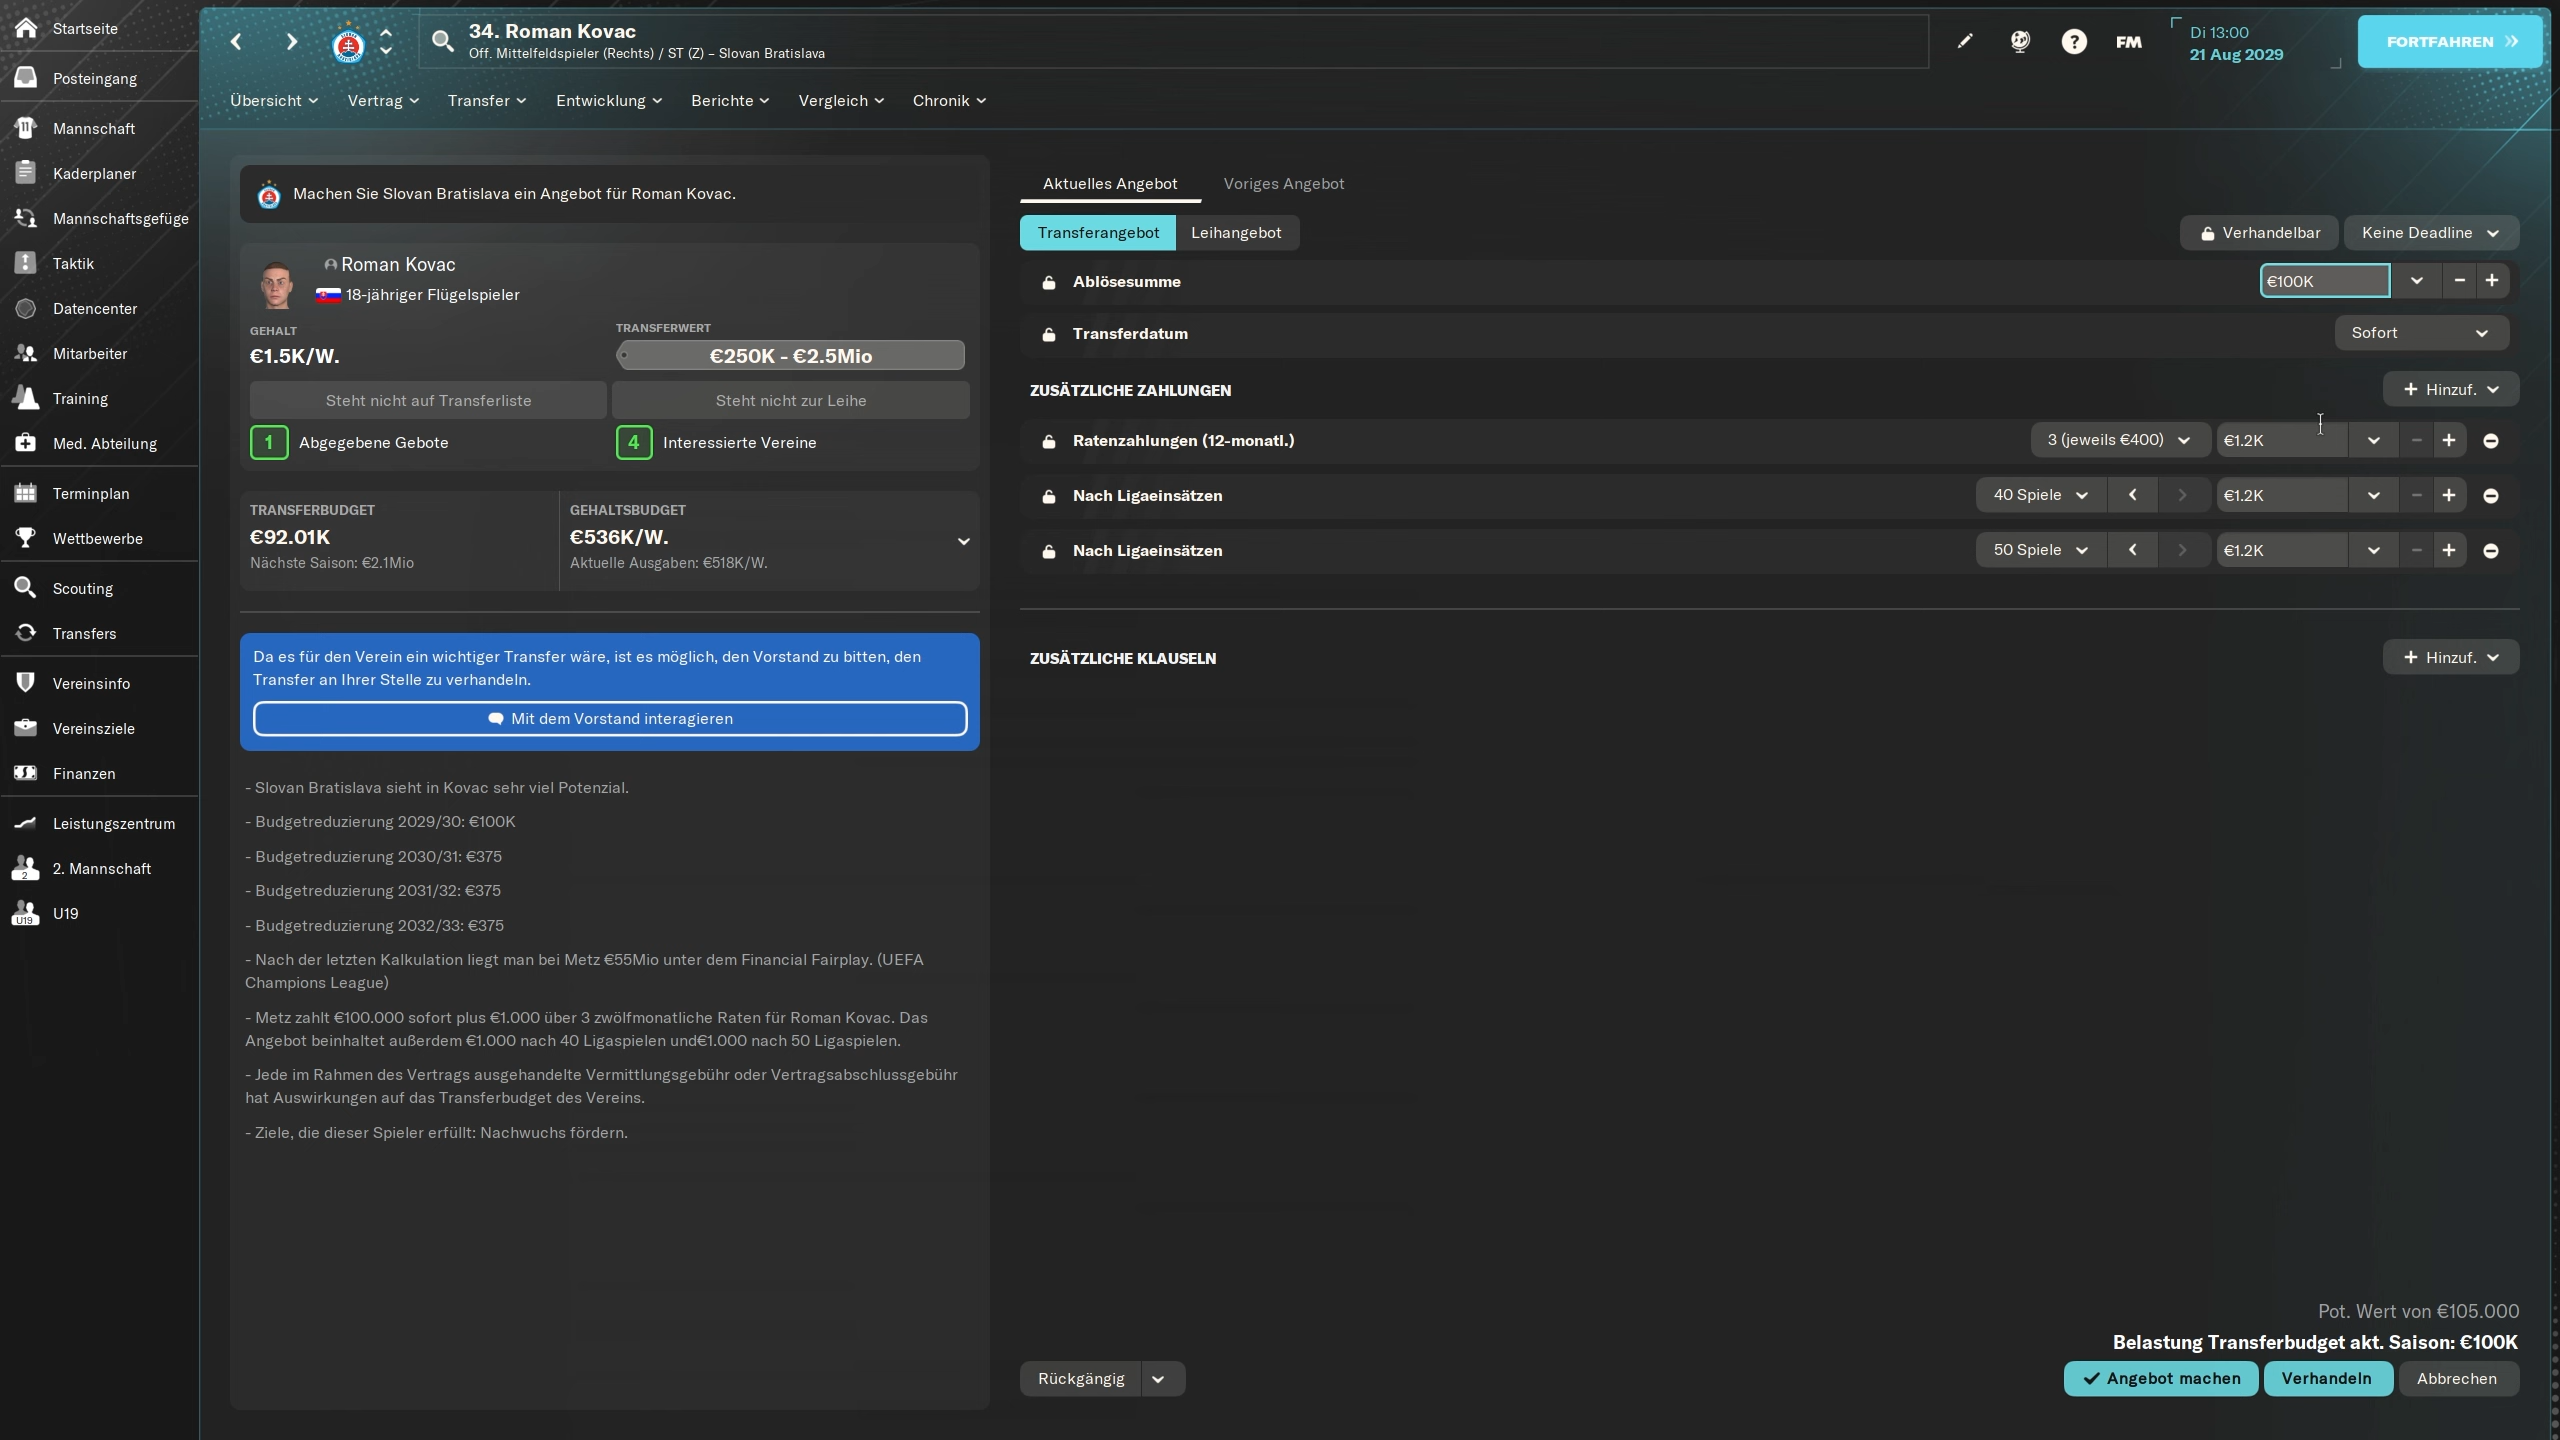 Startseite
Posteingang
Mannschaft
Kaderplaner
Mannschaftsgefüge
Taktik
Datencenter
Mitarbeiter
Training
Med. Abteilung
Terminplan
Wettbewerbe
Scouting
Transfers
Vereinsinfo
Vereinsziele
Finanzen
Leistungszentrum
2. Mannschaft
U19
34. Roman Kovac
Off. Mittelfeldspieler (Rechts) / ST (Z) – Slovan Bratislava
FM
Di 13:00
21 Aug 2029
FORTFAHREN
Übersicht
Vertrag
Transfer
Entwicklung
Berichte
Vergleich
Chronik
Machen Sie Slovan Bratislava ein Angebot für Roman Kovac.
Roman Kovac
18-jähriger Flügelspieler
GEHALT
€1.5K/W.
TRANSFERWERT
€250K - €2.5Mio
Steht nicht auf Transferliste
Steht nicht zur Leihe
1 Abgegebene Gebote
4 Interessierte Vereine
TRANSFERBUDGET
€92.01K
Nächste Saison: €2.1Mio
GEHALTSBUDGET
€536K/W.
Aktuelle Ausgaben: €518K/W.
Da es für den Verein ein wichtiger Transfer wäre, ist es möglich, den Vorstand zu bitten, den
Transfer an Ihrer Stelle zu verhandeln.
Mit dem Vorstand interagieren
- Slovan Bratislava sieht in Kovac sehr viel Potenzial.
- Budgetreduzierung 2029/30: €100K
- Budgetreduzierung 2030/31: €375
- Budgetreduzierung 2031/32: €375
- Budgetreduzierung 2032/33: €375
- Nach der letzten Kalkulation liegt man bei Metz €55Mio unter dem Financial Fairplay. (UEFA
Champions League)
- Metz zahlt €100.000 sofort plus €1.000 über 3 zwölfmonatliche Raten für Roman Kovac. Das
Angebot beinhaltet außerdem €1.000 nach 40 Ligaspielen und€1.000 nach 50 Ligaspielen.
- Jede im Rahmen des Vertrags ausgehandelte Vermittlungsgebühr oder Vertragsabschlussgebühr
hat Auswirkungen auf das Transferbudget des Vereins.
- Ziele, die dieser Spieler erfüllt: Nachwuchs fördern.
Aktuelles Angebot
Voriges Angebot
Transferangebot
Leihangebot
Verhandelbar
Keine Deadline
Ablösesumme
€100K
Transferdatum
Sofort
ZUSÄTZLICHE ZAHLUNGEN
Hinzuf.
Ratenzahlungen (12-monatl.)
3 (jeweils €400)
€1.2K
Nach Ligaeinsätzen
40 Spiele
€1.2K
Nach Ligaeinsätzen
50 Spiele
€1.2K
ZUSÄTZLICHE KLAUSELN
Hinzuf.
Pot. Wert von €105.000
Belastung Transferbudget akt. Saison: €100K
Rückgängig
Angebot machen
Verhandeln
Abbrechen